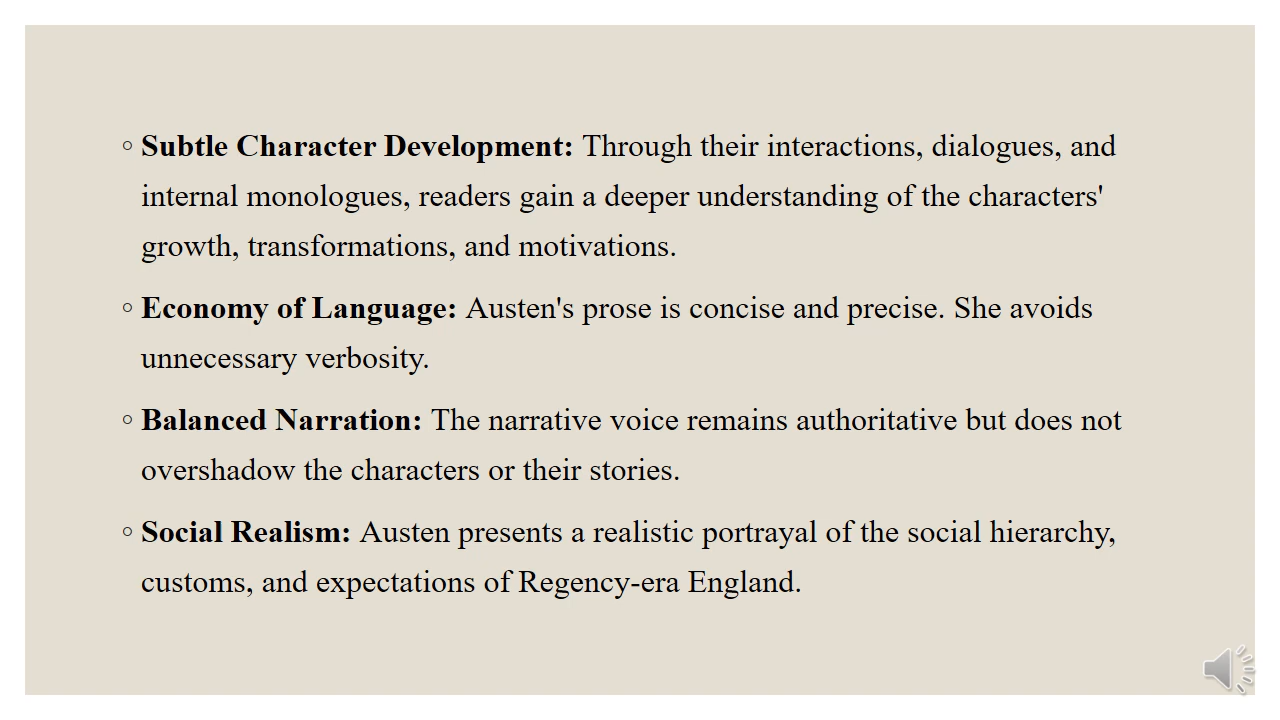 ◦ Subtle Character Development: Through their interactions, dialogues, and
internal monologues, readers gain a deeper understanding of the characters'
growth, transformations, and motivations.
◦ Economy of Language: Austen's prose is concise and precise. She avoids
unnecessary verbosity.
◦ Balanced Narration: The narrative voice remains authoritative but does not
overshadow the characters or their stories.
◦ Social Realism: Austen presents a realistic portrayal of the social hierarchy,
customs, and expectations of Regency-era England.